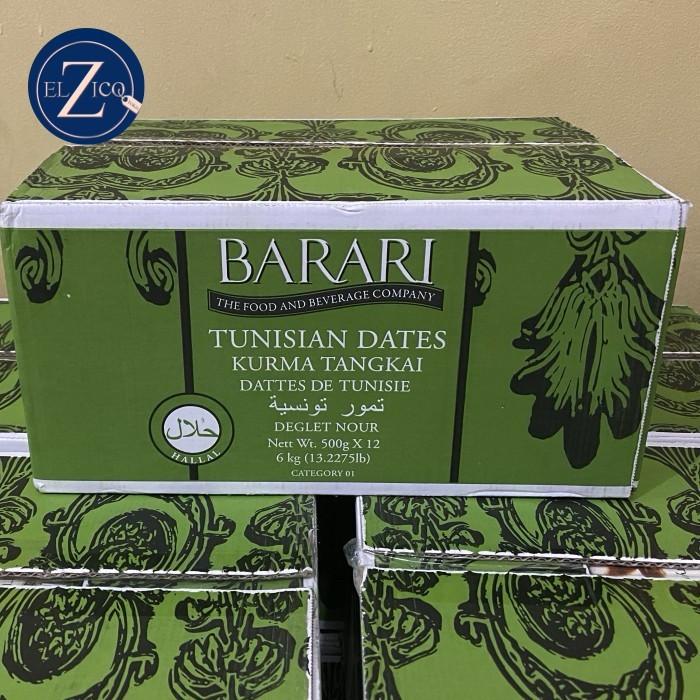 EL ZICO
BARARI
THE FOOD AND BEVERAGE COMPANY
TUNISIAN DATES
KURMA TANGKAI
DATTES DE TUNISIE
تمور تونسية
DEGLET NOUR
Nett Wt. 500g X 12
6 kg (13.2275lb)
CATEGORY 01
حلال
HALLAL